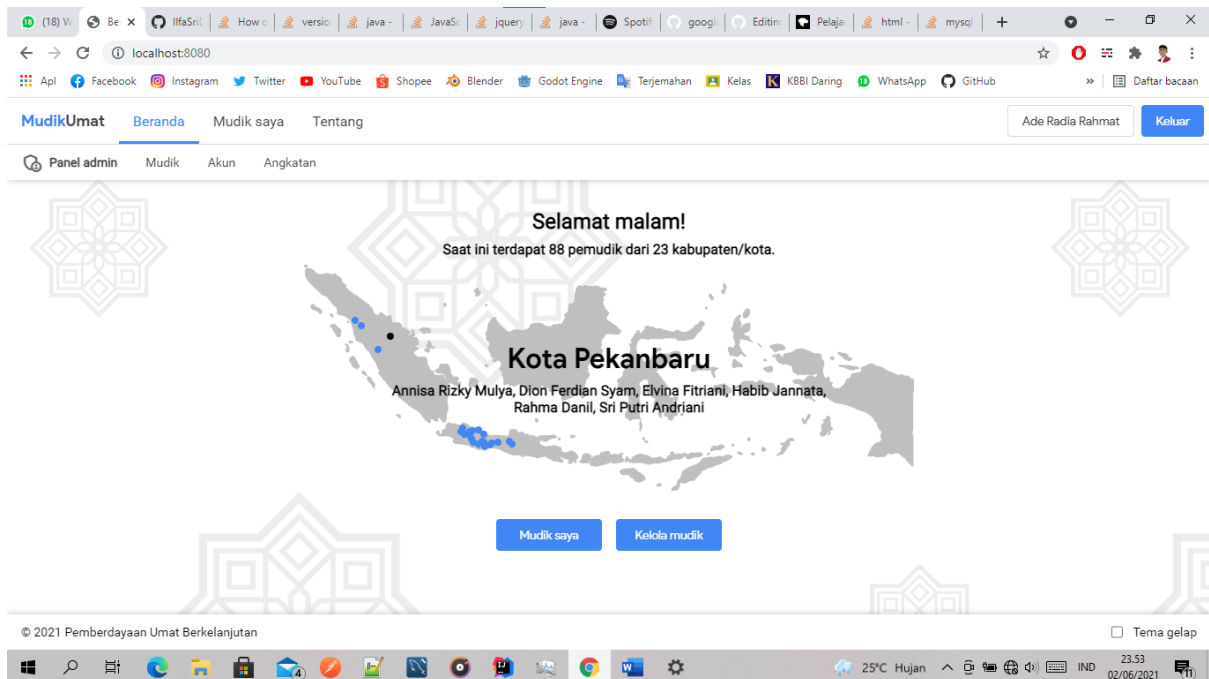 (18) W
Be
IlfaSri
How c
versio
java -
JavaSc
jquery
java -
Spotif
googl
Editin
Pelaja
html -
mysql
localhost:8080
Apl Facebook Instagram Twitter YouTube Shopee Blender Godot Engine Terjemahan Kelas KBBI Daring WhatsApp GitHub » Daftar bacaan
MudikUmat Beranda Mudik saya Tentang Ade Radia Rahmat Keluar
Panel admin Mudik Akun Angkatan
Selamat malam!
Saat ini terdapat 88 pemudik dari 23 kabupaten/kota.
Kota Pekanbaru
Annisa Rizky Mulya, Dion Ferdian Syam, Elvina Fitriani, Habib Jannata,
Rahma Danil, Sri Putri Andriani
Mudik saya Kelola mudik
© 2021 Pemberdayaan Umat Berkelanjutan Tema gelap
25°C Hujan IND 23.53
02/06/2021